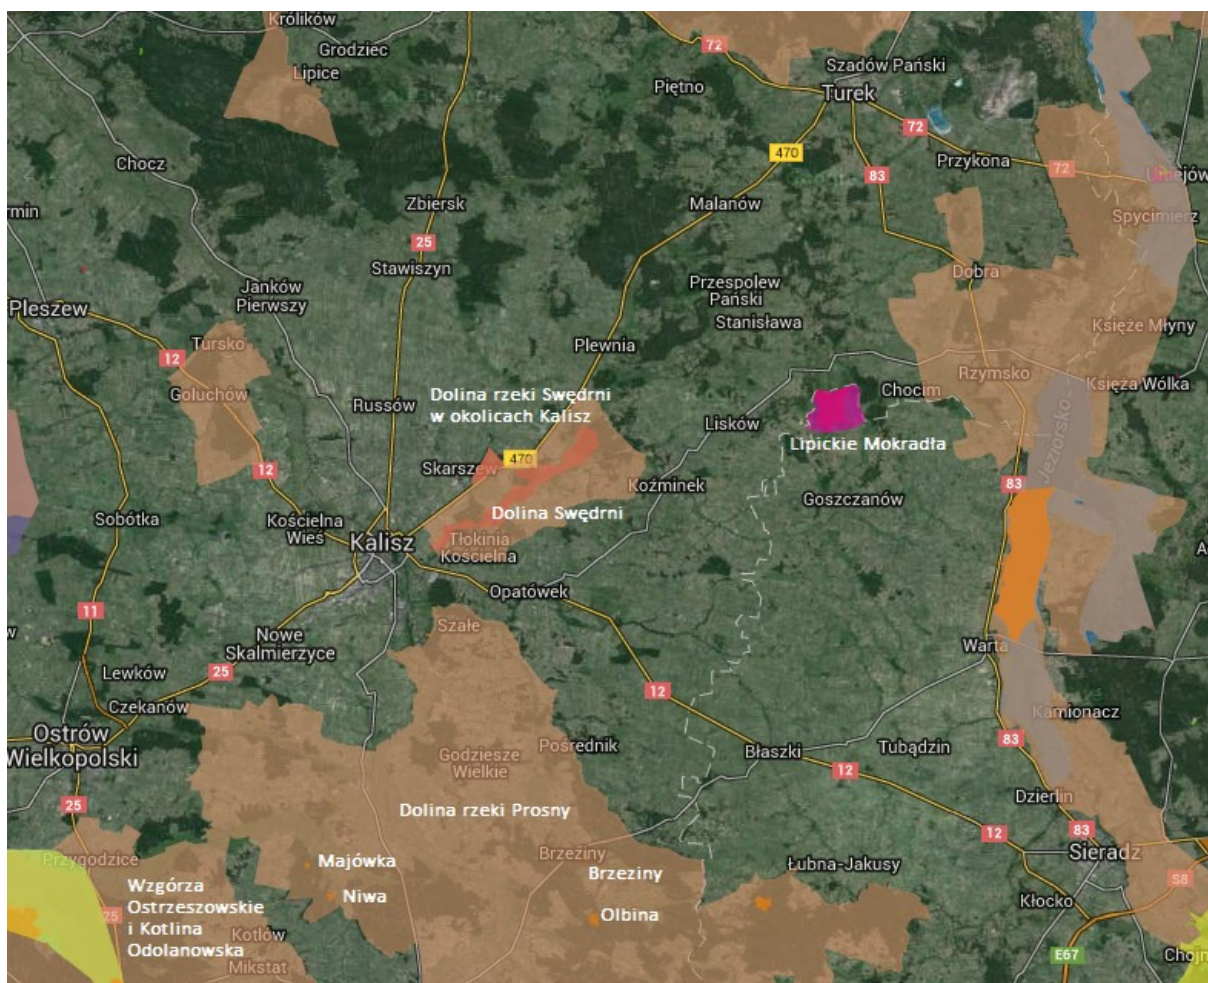 Królików
Grodziec
Lipice
72
Szadów Pański
Piętno
Turek
72
470
Chocz
Przykona
72
83
Zbiersk
Malanów
Spycimierz
25
Stawiszyn
Dobra
Janków
Pierwszy
Przespolew
Pański
Stanisława
Pleszew
Księże Młyny
Tursko
12
Plewnia
Rzymsko
Księża Wólka
Goluchów
Dolina rzeki Swędrni
w okolicach Kalisz
Chocim
Russów
Lisków
Lipickie Mokradła
Skarszew
470
12
Koźminek
83
Jeziorsko
Goszczanów
Sobótka
Kościelna
Wieś
Dolina Swędrni
Kalisz
Tłokinia
Kościelna
Opatówek
11
Szałe
Nowe
Skalmierzyce
Warta
Lewków
25
12
Czekanów
Kamionacz
Ostrów
Wielkopolski
83
Godziesze
Wielkie
Pośrednik
Błaszki
Tubądzin
12
25
Dolina rzeki Prosny
Dzierlin
12
83
Przygodzice
Majówka
Brzeziny
Sieradz
Łubna-Jakusy
Brzeziny
S8
Wzgórza
Ostrzeszowskie
i Kotlina
Odolanowska
Niwa
Kłocko
25
Olbina
Kotłów
E67
Mikstat